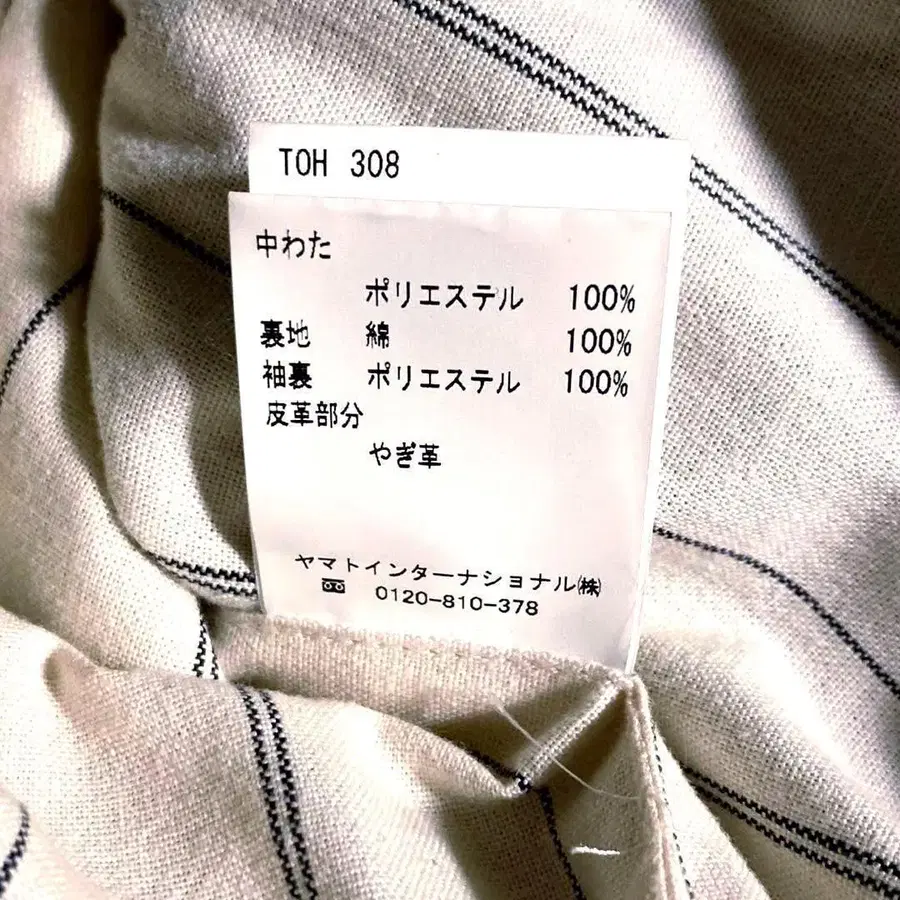 TOH 308
中わた
ポリエステル 100%
裏地 綿 100%
袖裏 ポリエステル 100%
皮革部分
やぎ革
ヤマトインターナショナル㈱
0120-810-378